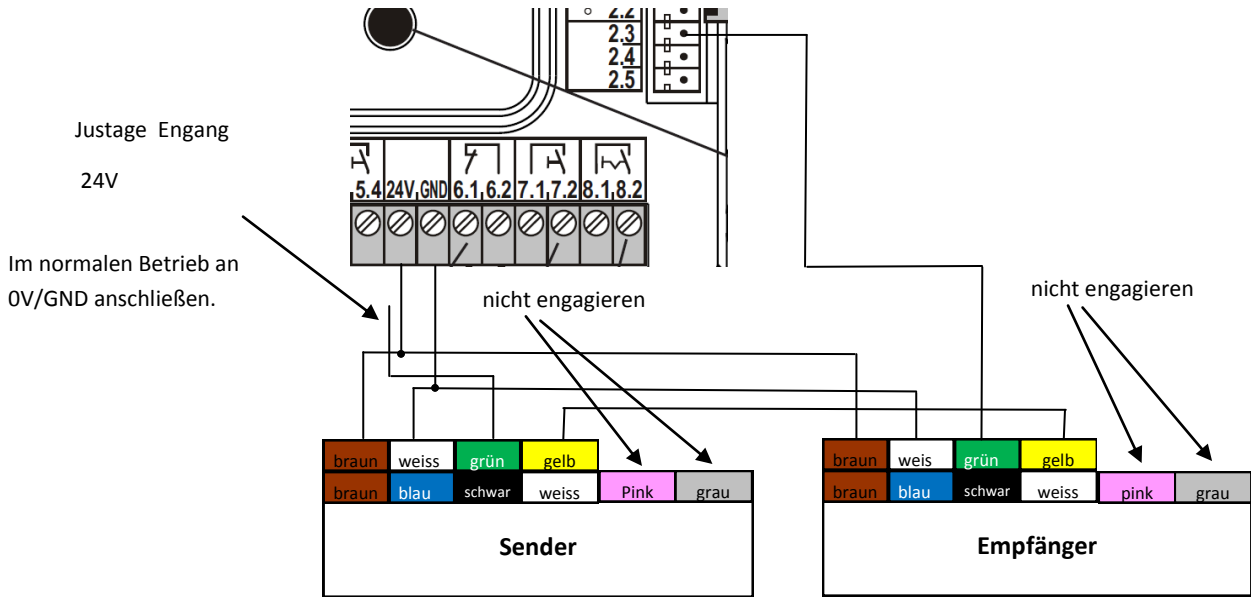 2.2
2.3
2.4
2.5
Justage Engang
24V
5.4 24V GND 6.1 6.2 7.1 7.2 8.1 8.2
Im normalen Betrieb an
0V/GND anschließen.
nicht engagieren
nicht engagieren
braun weiss grün gelb
braun blau schwar weiss Pink grau
Sender
braun weis grün gelb
braun blau schwar weiss pink grau
Empfänger